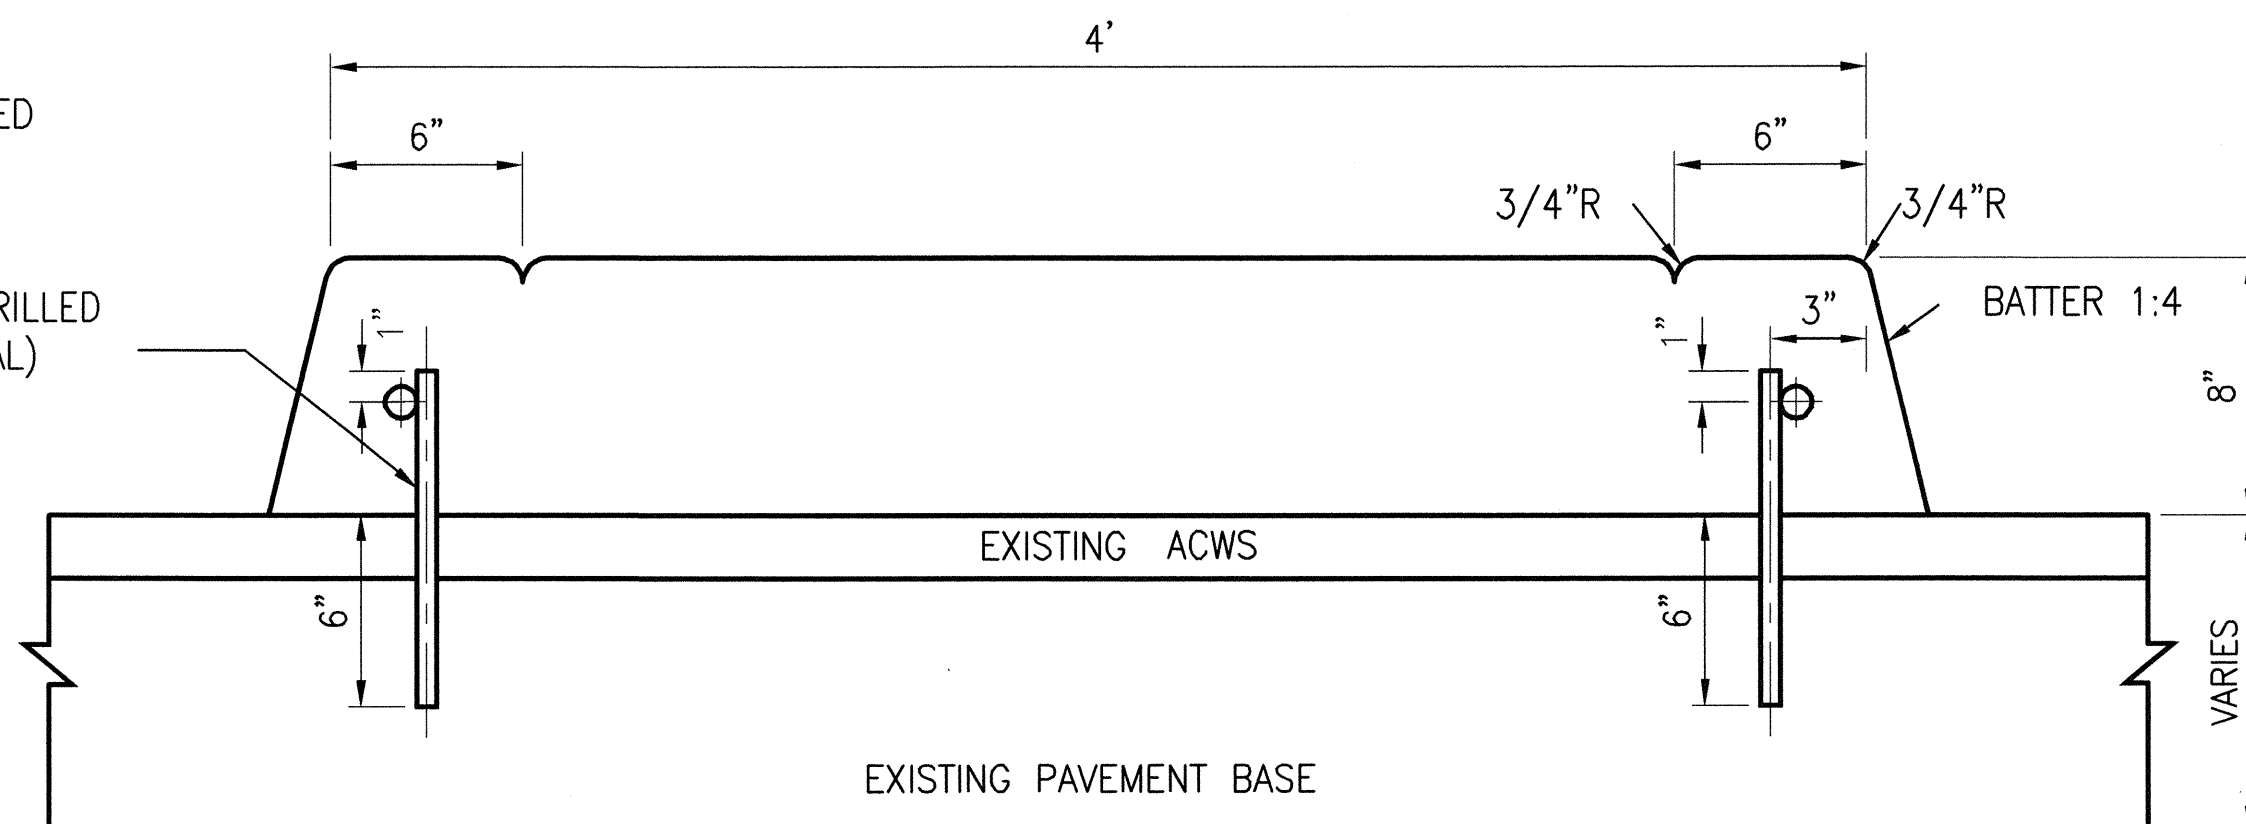 4'
ED
6"
6"
3/4"R
3/4"R
RILLED
AL)
1"
1"
3"
BATTER 1:4
8"
EXISTING ACWS
6"
6"
VARIES
EXISTING PAVEMENT BASE